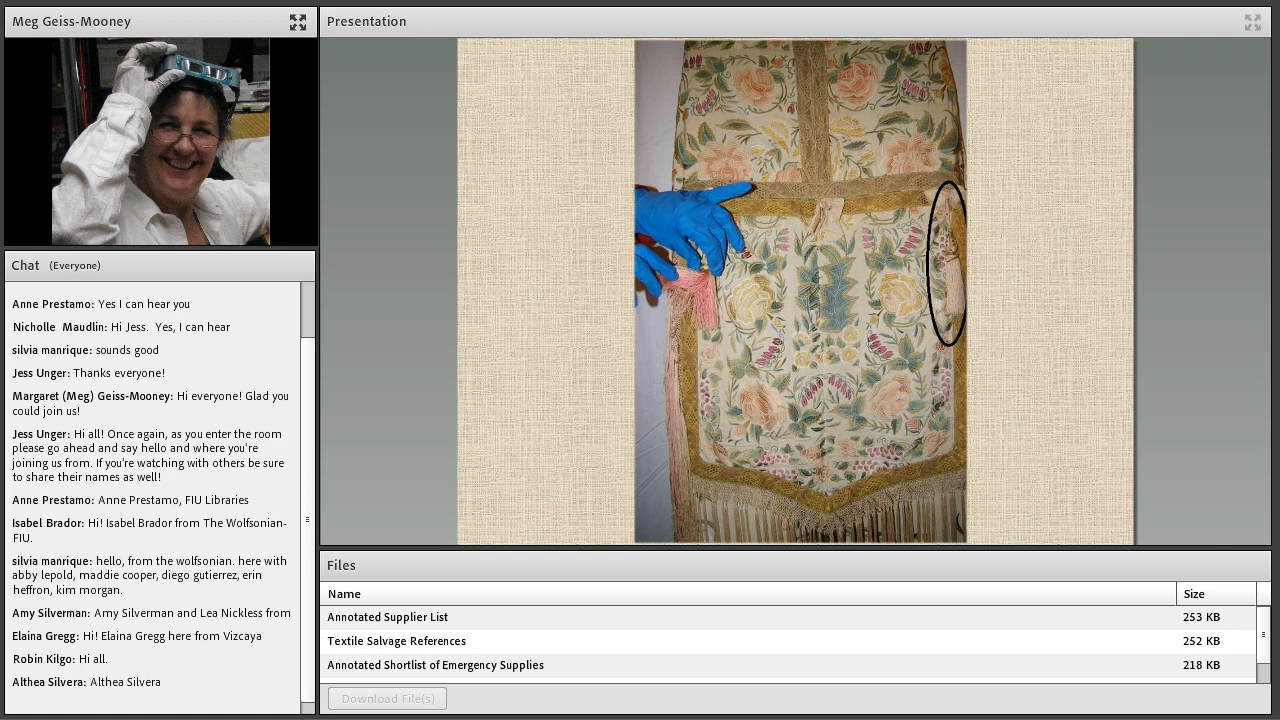 Meg Geiss-Mooney
Presentation
Chat (Everyone)
Anne Prestamo: Yes I can hear you
Nicholle Maudlin: Hi Jess. Yes, I can hear
silvia manrique: sounds good
Jess Unger: Thanks everyone!
Margaret (Meg) Geiss-Mooney: Hi everyone! Glad you
could join us!
Jess Unger: Hi all! Once again, as you enter the room
please go ahead and say hello and where you're
joining us from. If you're watching with others be sure
to share their names as well!
Anne Prestamo: Anne Prestamo, FIU Libraries
Isabel Brador: Hi! Isabel Brador from The Wolfsonian-
FIU.
silvia manrique: hello, from the wolfsonian. here with
abby lepold, maddie cooper, diego gutierrez, erin
heffron, kim morgan.
Amy Silverman: Amy Silverman and Lea Nickless from
Elaina Gregg: Hi! Elaina Gregg here from Vizcaya
Robin Kilgo: Hi all.
Althea Silvera: Althea Silvera
Files
Name Size
Annotated Supplier List 253 KB
Textile Salvage References 252 KB
Annotated Shortlist of Emergency Supplies 218 KB
Download File(s)